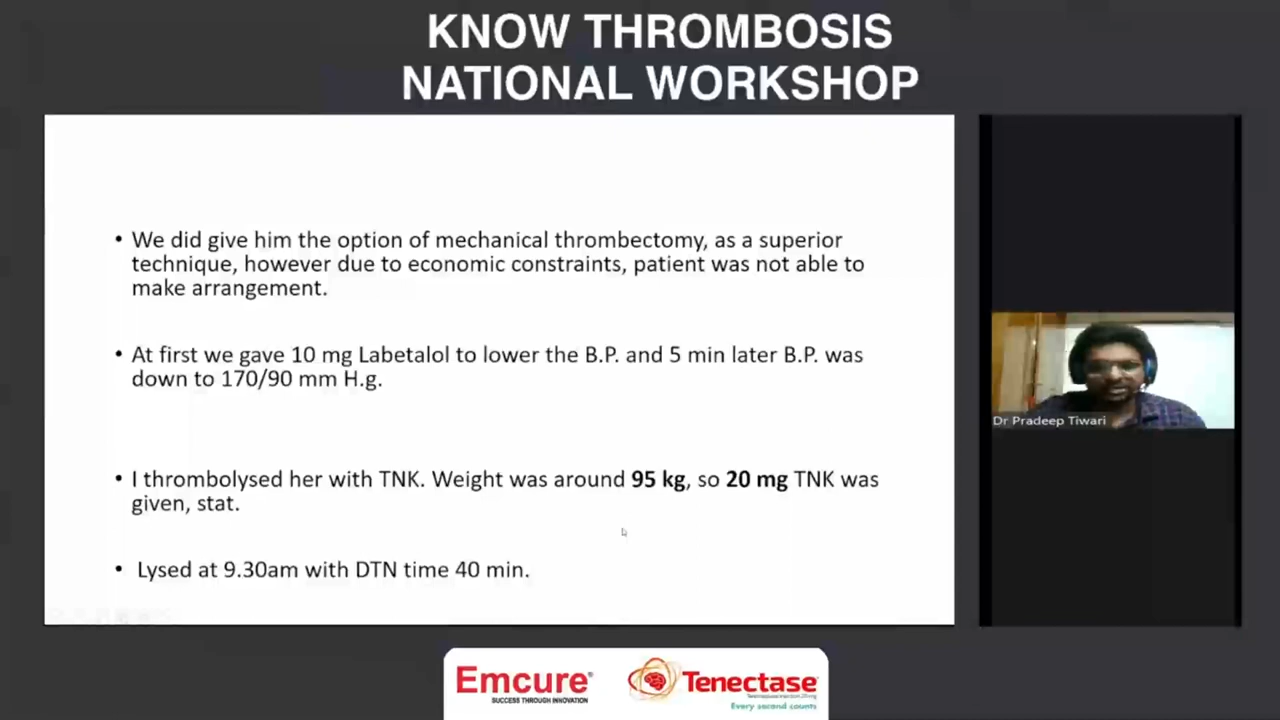 KNOW THROMBOSIS
NATIONAL WORKSHOP
• We did give him the option of mechanical thrombectomy, as a superior
technique, however due to economic constraints, patient was not able to
make arrangement.
• At first we gave 10 mg Labetalol to lower the B.P. and 5 min later B.P. was
down to 170/90 mm H.g.
• I thrombolysed her with TNK. Weight was around 95 kg, so 20 mg TNK was
given, stat.
• Lysed at 9.30am with DTN time 40 min.
Dr Pradeep Tiwari
Emcure®
SUCCESS THROUGH INNOVATION
Tenectase
Every second counts